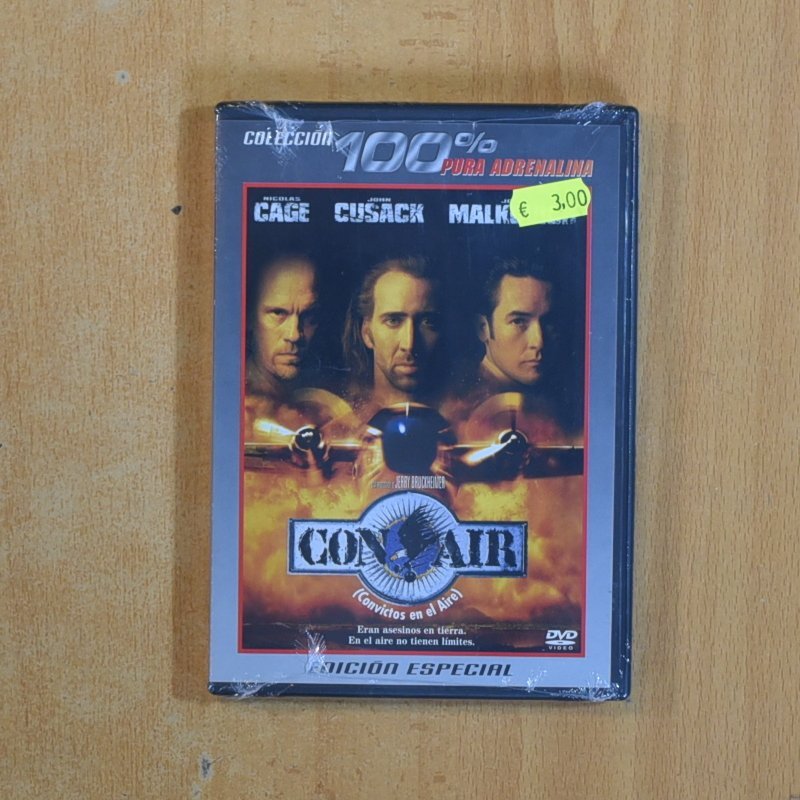 COLECCIÓN 100%
PURA ADRENALINA
NICOLAS JOHN
CAGE CUSACK
€ 3,00
JERRY BRUCKHEIMER
CON AIR
(Convictos en el Aire)
Eran asesinos en tierra.
En el aire no tienen límites.
DVD
VIDEO
EDICIÓN ESPECIAL